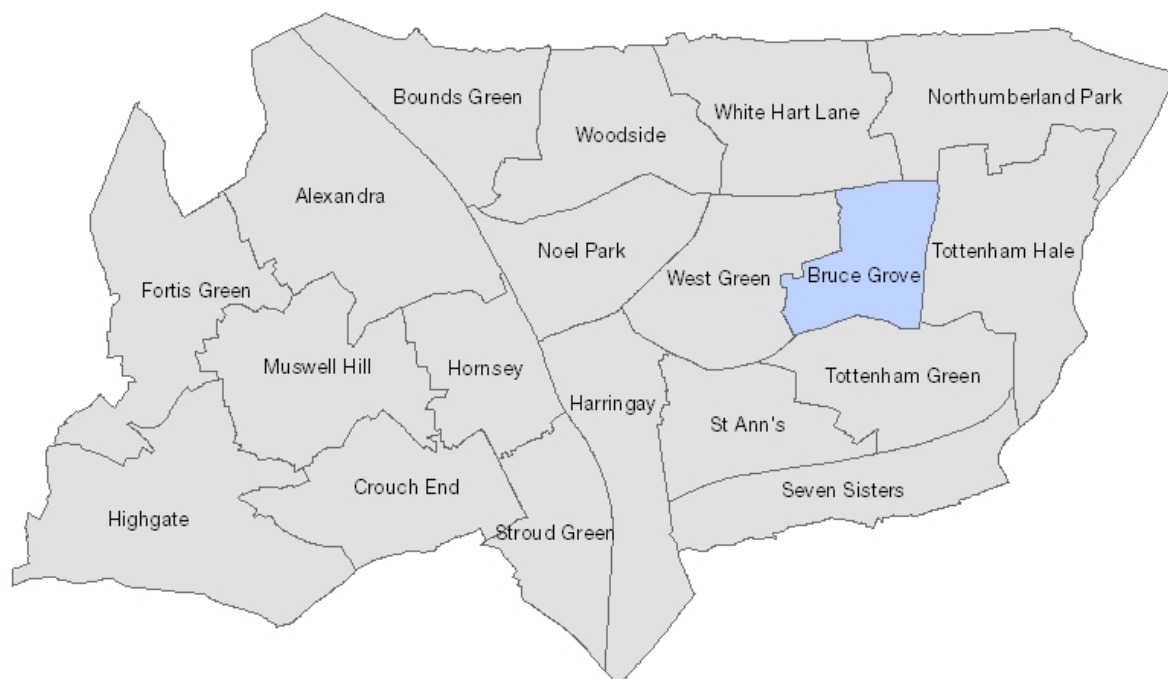 Bounds Green
Northumberland Park
White Hart Lane
Woodside
Alexandra
Noel Park
Tottenham Hale
West Green
Bruce Grove
Fortis Green
Muswell Hill
Hornsey
Tottenham Green
Harringay
St Ann's
Crouch End
Seven Sisters
Highgate
Stroud Green